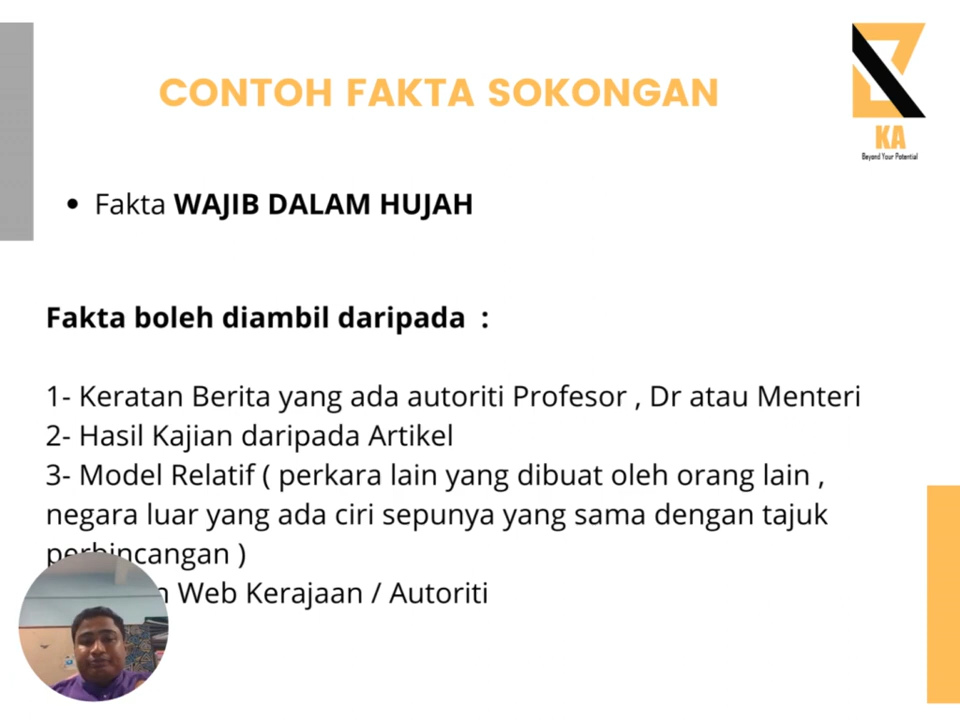 CONTOH FAKTA SOKONGAN
KA
Beyond Your Potential
• Fakta WAJIB DALAM HUJAH
Fakta boleh diambil daripada :
1- Keratan Berita yang ada autoriti Profesor , Dr atau Menteri
2- Hasil Kajian daripada Artikel
3- Model Relatif ( perkara lain yang dibuat oleh orang lain ,
negara luar yang ada ciri sepunya yang sama dengan tajuk
perbincangan )
Web Kerajaan / Autoriti